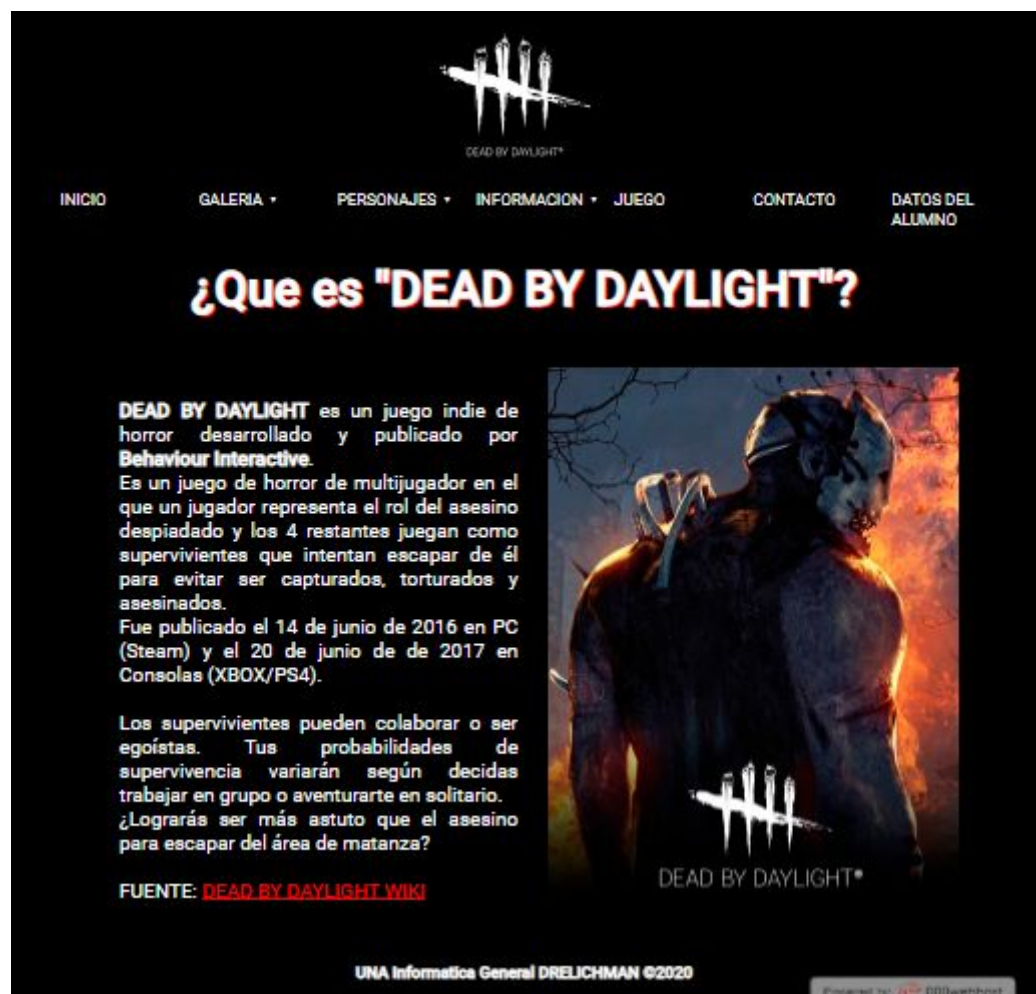 DEAD BY DAYLIGHT®
INICIO
GALERIA ▾
PERSONAJES ▾
INFORMACION ▾
JUEGO
CONTACTO
DATOS DEL
ALUMNO
¿Que es "DEAD BY DAYLIGHT"?
DEAD BY DAYLIGHT es un juego indie de
horror desarrollado y publicado por
Behaviour Interactive.
Es un juego de horror de multijugador en el
que un jugador representa el rol del asesino
despiadado y los 4 restantes juegan como
supervivientes que intentan escapar de él
para evitar ser capturados, torturados y
asesinados.
Fue publicado el 14 de junio de 2016 en PC
(Steam) y el 20 de junio de de 2017 en
Consolas (XBOX/PS4).
Los supervivientes pueden colaborar o ser
egoístas. Tus probabilidades de
supervivencia variarán según decidas
trabajar en grupo o aventurarte en solitario.
¿Lograrás ser más astuto que el asesino
para escapar del área de matanza?
FUENTE: DEAD BY DAYLIGHT WIKI
DEAD BY DAYLIGHT®
UNA Informatica General DRELICHMAN ©2020
Powered by